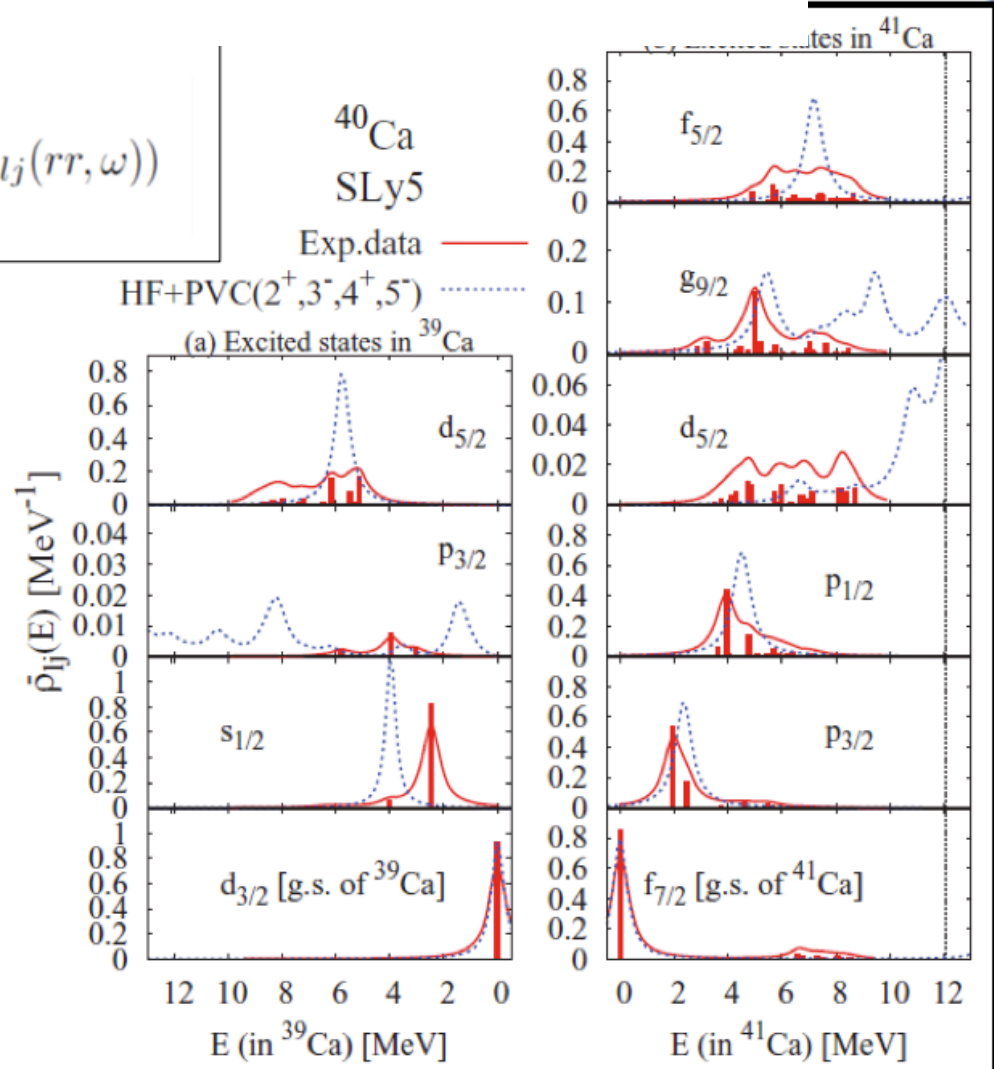 lj(rr, ω))
⁴⁰Ca
SLy5
Exp.data
HF+PVC(2⁺,3⁻,4⁺,5⁻)
(a) Excited states in ³⁹Ca
ρ̄lj(E) [MeV⁻¹]
0.8
0.6
0.4
0.2
0
d5/2
0.04
0.03
0.02
0.01
0
p3/2
1
0.8
0.6
0.4
0.2
0
s1/2
1
0.8
0.6
0.4
0.2
0
d3/2 [g.s. of ³⁹Ca]
12 10 8 6 4 2 0
E (in ³⁹Ca) [MeV]
Excited states in ⁴¹Ca
0.8
0.6
0.4
0.2
0
f5/2
0.2
0.1
0
g9/2
0.06
0.04
0.02
0
d5/2
0.8
0.6
0.4
0.2
0
p1/2
0.8
0.6
0.4
0.2
0
p3/2
0.8
0.6
0.4
0.2
0
f7/2 [g.s. of ⁴¹Ca]
0 2 4 6 8 10 12
E (in ⁴¹Ca) [MeV]